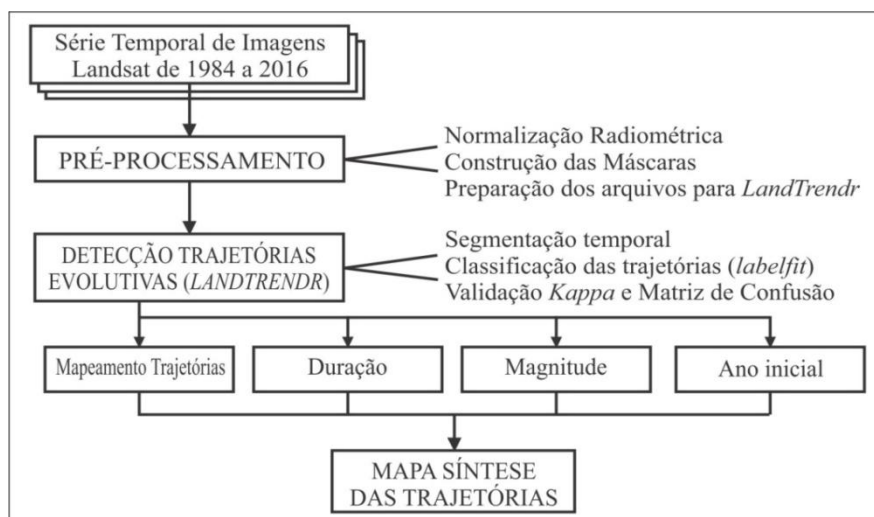 Série Temporal de Imagens
Landsat de 1984 a 2016
PRÉ-PROCESSAMENTO
Normalização Radiométrica
Construção das Máscaras
Preparação dos arquivos para LandTrendr
DETECÇÃO TRAJETÓRIAS
EVOLUTIVAS (LANDTRENDR)
Segmentação temporal
Classificação das trajetórias (labelfit)
Validação Kappa e Matriz de Confusão
Mapeamento Trajetórias
Duração
Magnitude
Ano inicial
MAPA SÍNTESE
DAS TRAJETÓRIAS